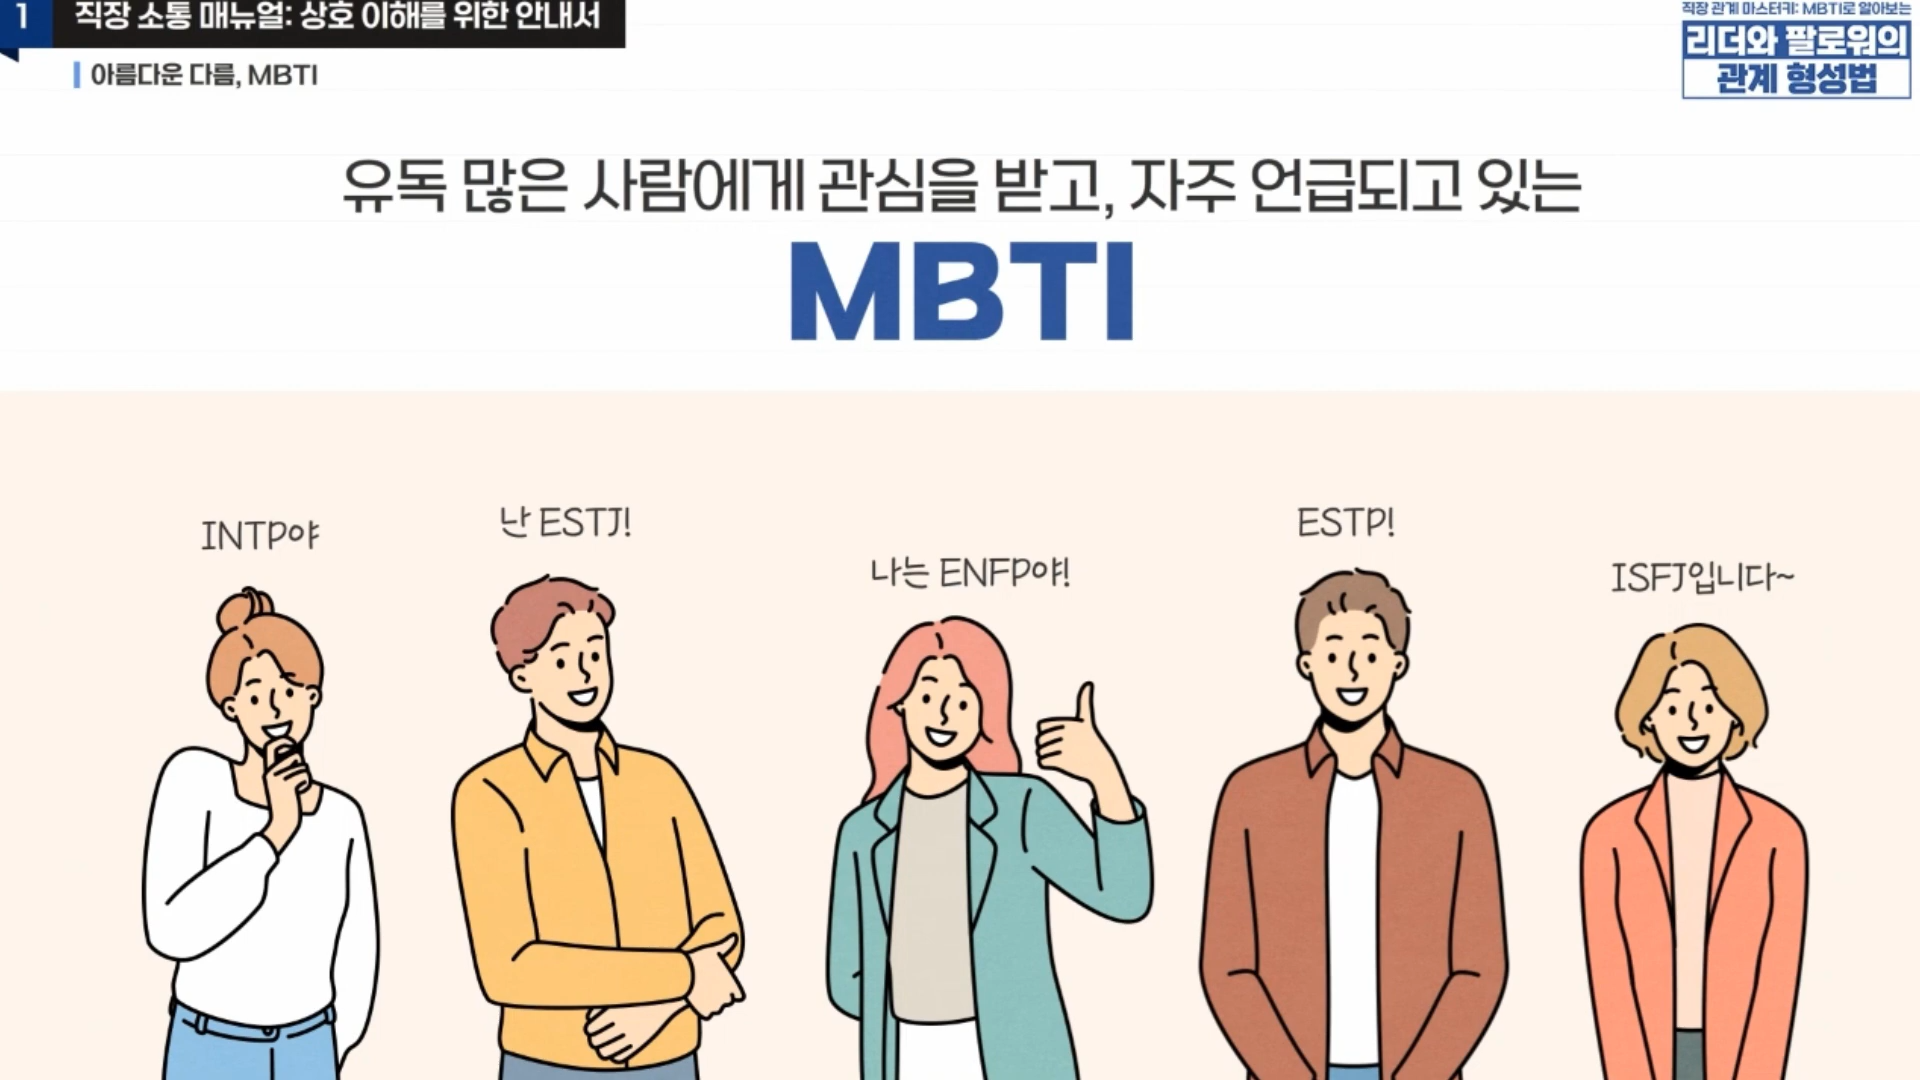 1 직장 소통 매뉴얼: 상호 이해를 위한 안내서
아름다운 다름, MBTI
직장 관계 마스터키: MBTI로 알아보는
리더와 팔로워의
관계 형성법
유독 많은 사람에게 관심을 받고, 자주 언급되고 있는
MBTI
INTP야
난 ESTJ!
나는 ENFP야!
ESTP!
ISFJ입니다~